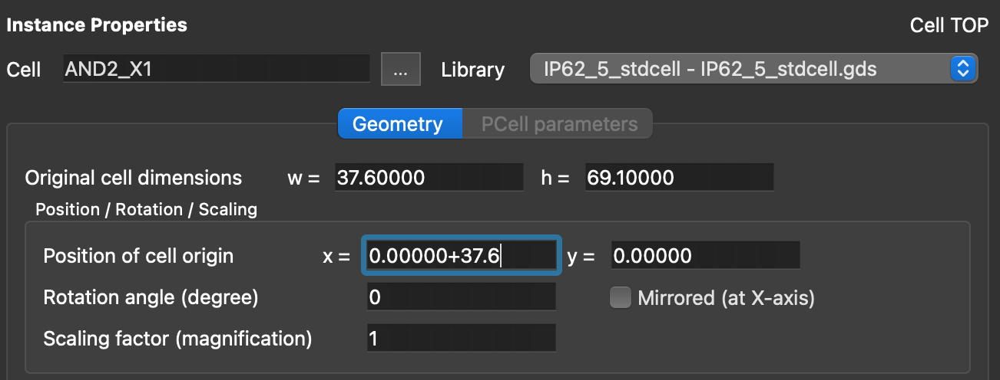 Instance Properties Cell TOP
Cell AND2_X1 ... Library IP62_5_stdcell - IP62_5_stdcell.gds
Geometry PCell parameters
Original cell dimensions w = 37.60000 h = 69.10000
Position / Rotation / Scaling
Position of cell origin x = 0.00000+37.6 y = 0.00000
Rotation angle (degree) 0 Mirrored (at X-axis)
Scaling factor (magnification) 1